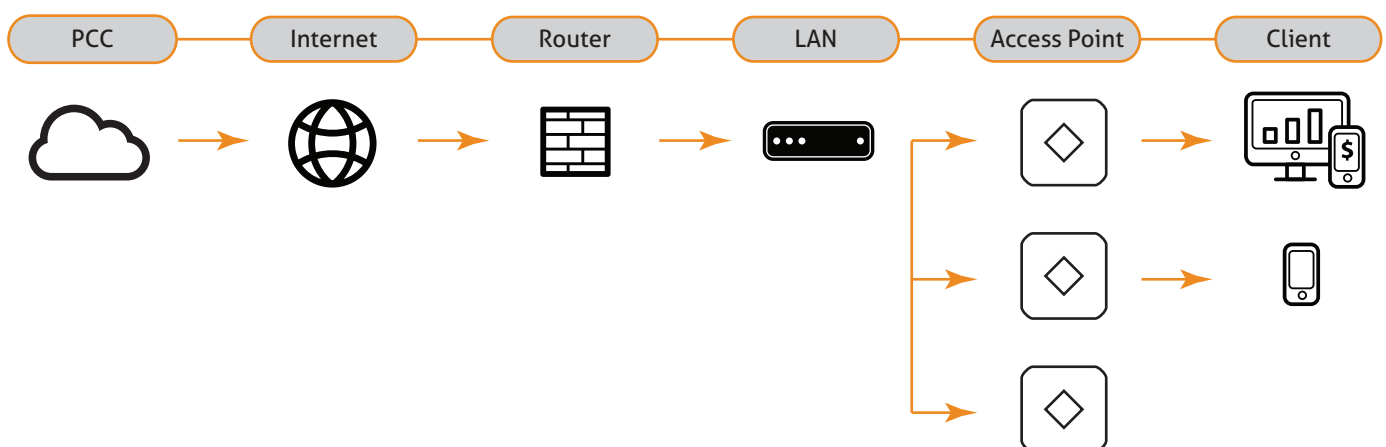 PCC
Internet
Router
LAN
Access Point
Client
$